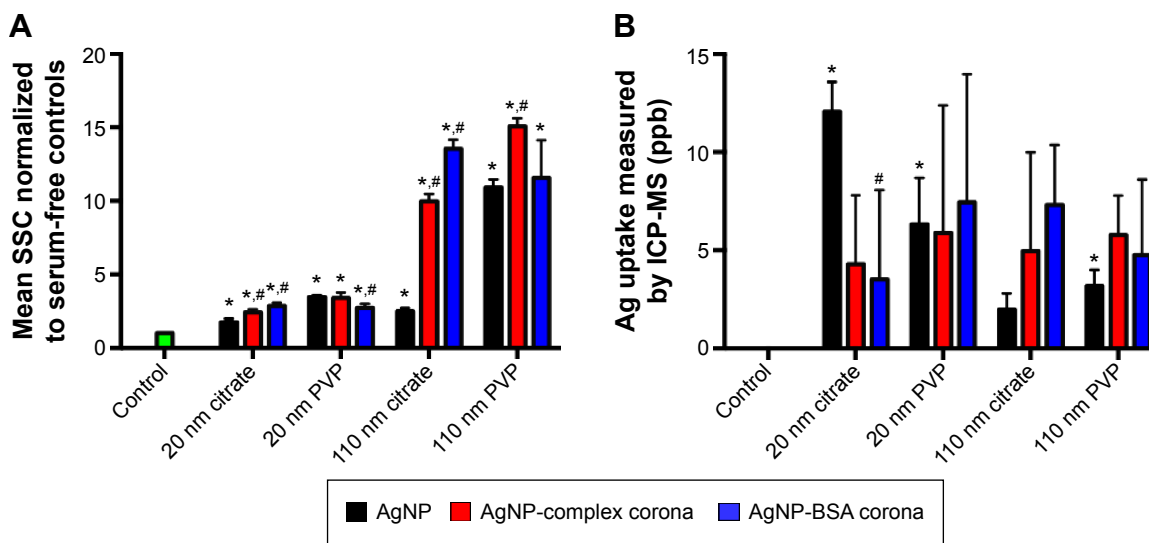 A
Mean SSC normalized
to serum-free controls
20
15
10
5
0
*
*,#
*,#
*
*
*,#
*
*,#
*,#
*
*,#
*
Control
20 nm citrate
20 nm PVP
110 nm citrate
110 nm PVP
B
Ag uptake measured
by ICP-MS (ppb)
15
10
5
0
*
#
*
*
Control
20 nm citrate
20 nm PVP
110 nm citrate
110 nm PVP
AgNP AgNP-complex corona AgNP-BSA corona